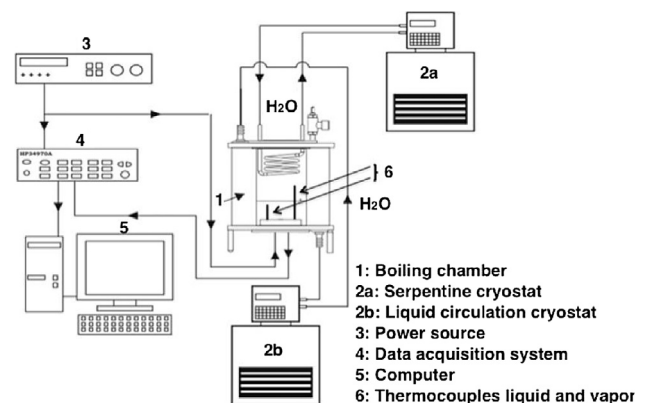 3
2a
H2O
4
HP34970A
} 6
1
H2O
5
2b
1: Boiling chamber
2a: Serpentine cryostat
2b: Liquid circulation cryostat
3: Power source
4: Data acquisition system
5: Computer
6: Thermocouples liquid and vapor